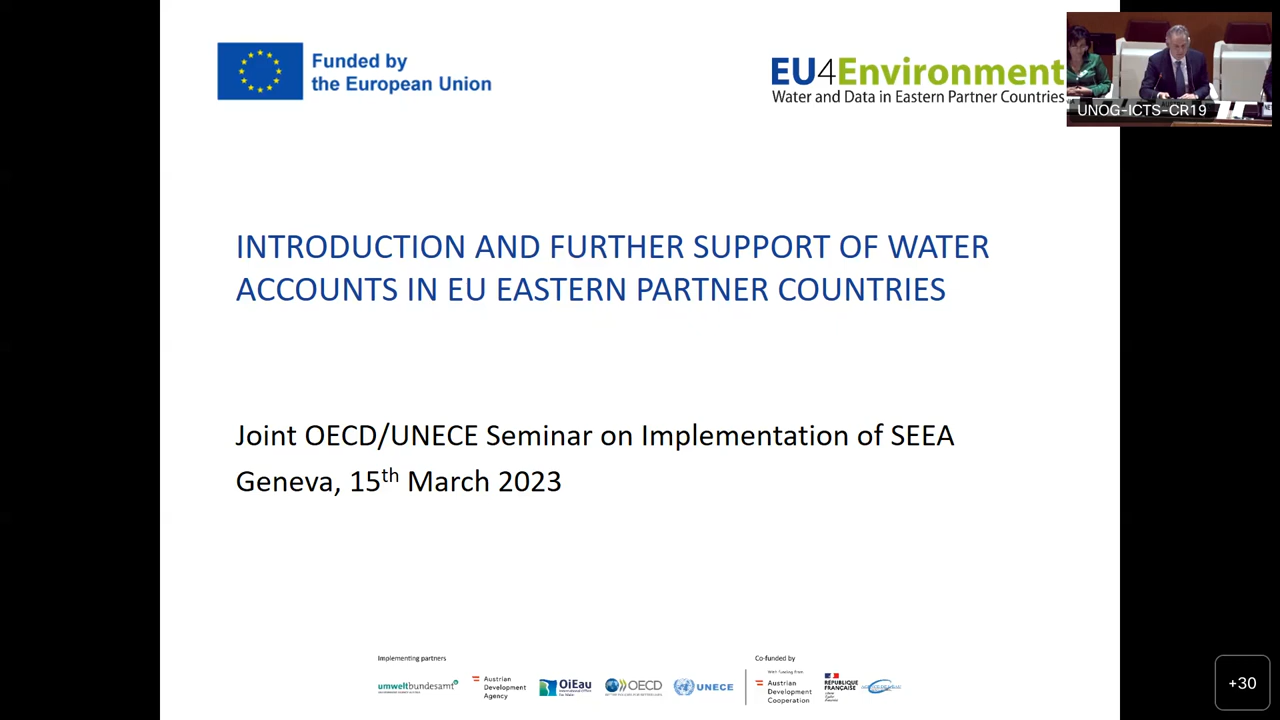 Funded by
the European Union
EU4Environment
Water and Data in Eastern Partner Countries
UNOG-ICTS-CR19
INTRODUCTION AND FURTHER SUPPORT OF WATER
ACCOUNTS IN EU EASTERN PARTNER COUNTRIES
Joint OECD/UNECE Seminar on Implementation of SEEA
Geneva, 15th March 2023
Implementing partners
Co-funded by
umweltbundesamt
Austrian
Development
Agency
OiEau
OECD
UNECE
With funding from
Austrian
Development
Cooperation
RÉPUBLIQUE
FRANÇAISE
+30